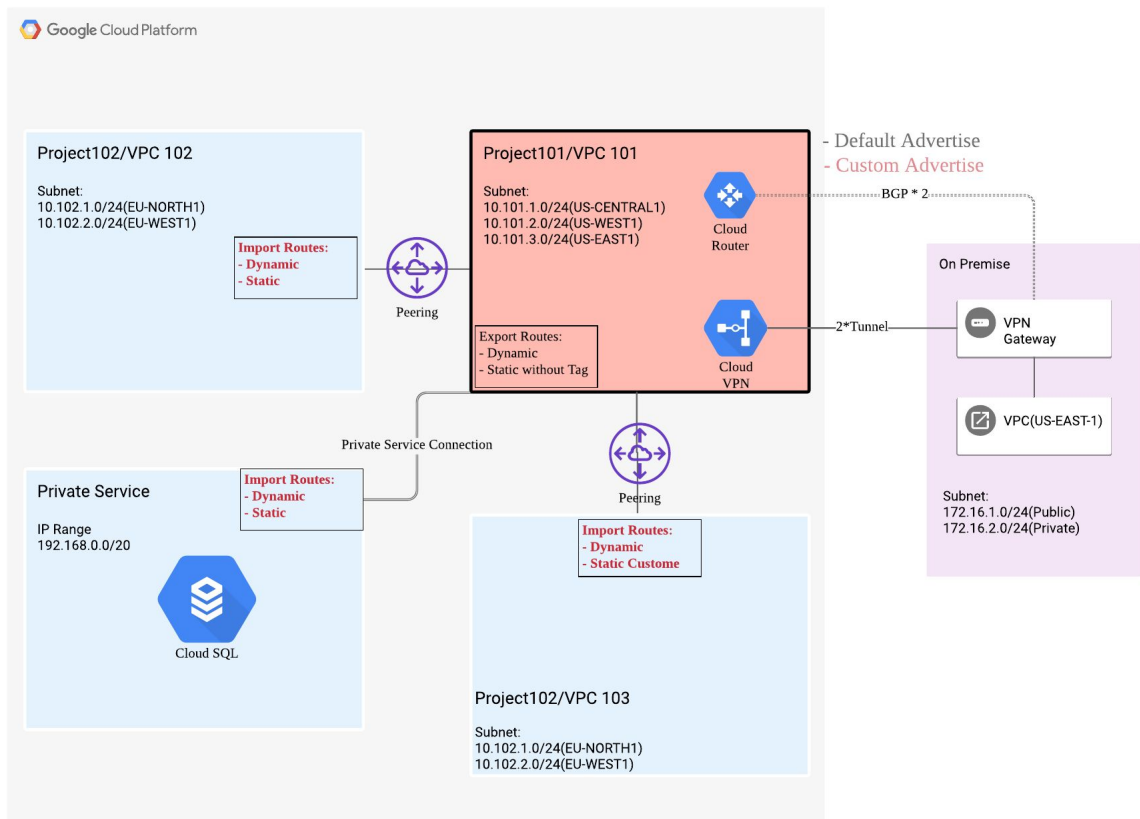 Google Cloud Platform
Project102/VPC 102
Subnet:
10.102.1.0/24(EU-NORTH1)
10.102.2.0/24(EU-WEST1)
Import Routes:
- Dynamic
- Static
Peering
Project101/VPC 101
Subnet:
10.101.1.0/24(US-CENTRAL1)
10.101.2.0/24(US-WEST1)
10.101.3.0/24(US-EAST1)
Cloud
Router
Export Routes:
- Dynamic
- Static without Tag
Cloud
VPN
- Default Advertise
- Custom Advertise
BGP * 2
2*Tunnel
On Premise
VPN
Gateway
VPC(US-EAST-1)
Subnet:
172.16.1.0/24(Public)
172.16.2.0/24(Private)
Private Service Connection
Peering
Private Service
IP Range
192.168.0.0/20
Import Routes:
- Dynamic
- Static
Cloud SQL
Import Routes:
- Dynamic
- Static Custome
Project102/VPC 103
Subnet:
10.102.1.0/24(EU-NORTH1)
10.102.2.0/24(EU-WEST1)